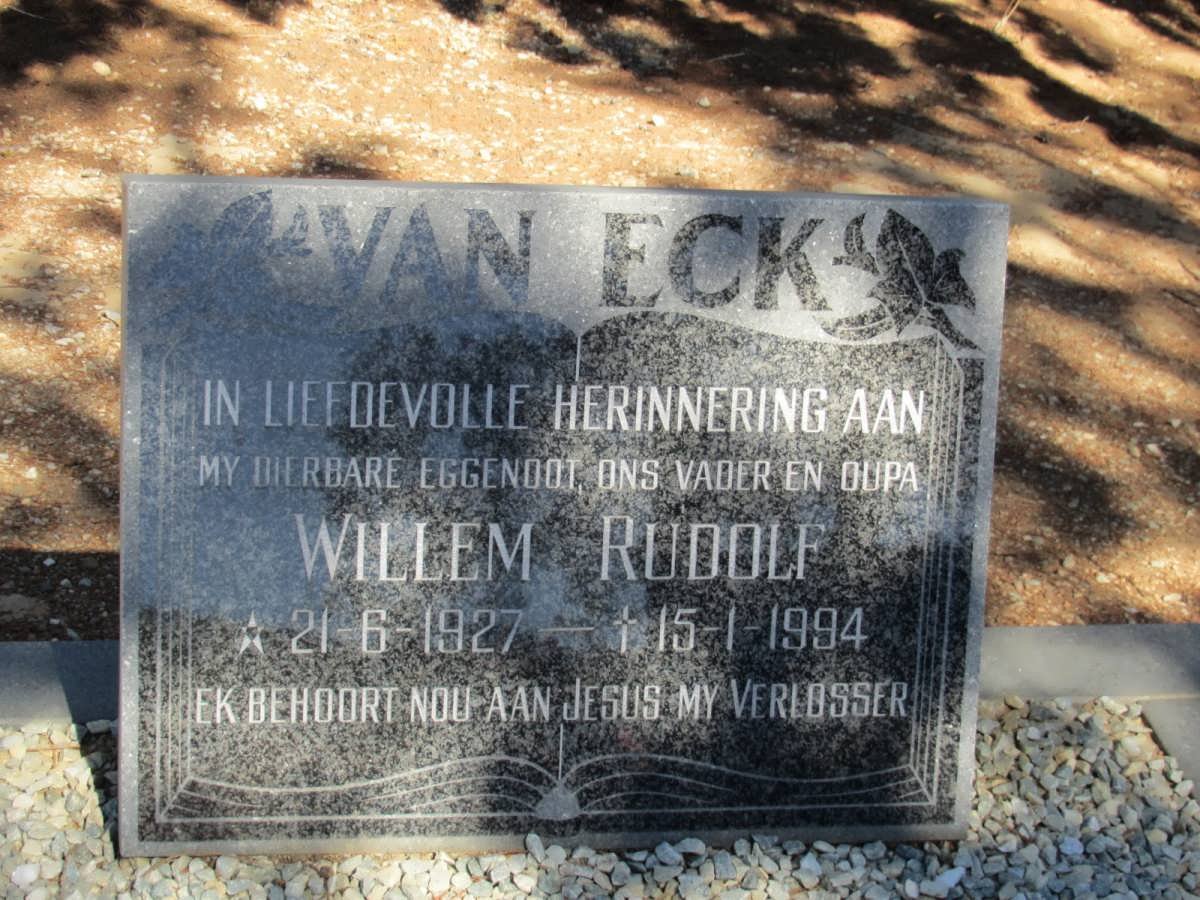 VAN ECK
IN LIEFDEVOLLE HERINNERING AAN
MY DIERBARE EGGENOOT, ONS VADER EN OUPA
WILLEM RUDOLF
★ 21-6-1927 — † 15-1-1994
EK BEHOORT NOU AAN JESUS MY VERLOSSER